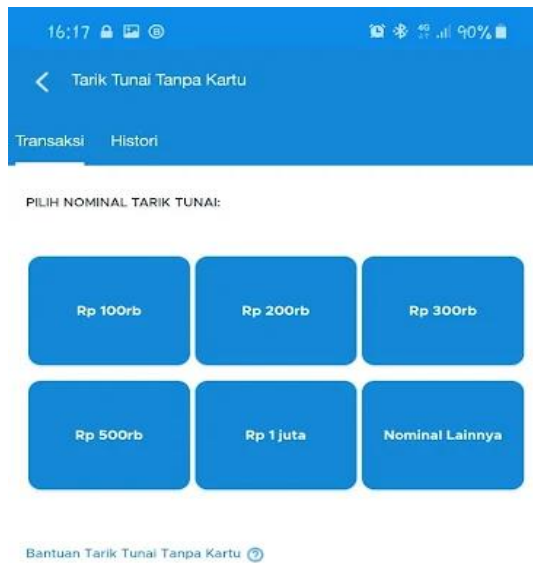 16:17 90%
Tarik Tunai Tanpa Kartu
Transaksi Histori
PILIH NOMINAL TARIK TUNAI:
Rp 100rb Rp 200rb Rp 300rb
Rp 500rb Rp 1 juta Nominal Lainnya
Bantuan Tarik Tunai Tanpa Kartu ?